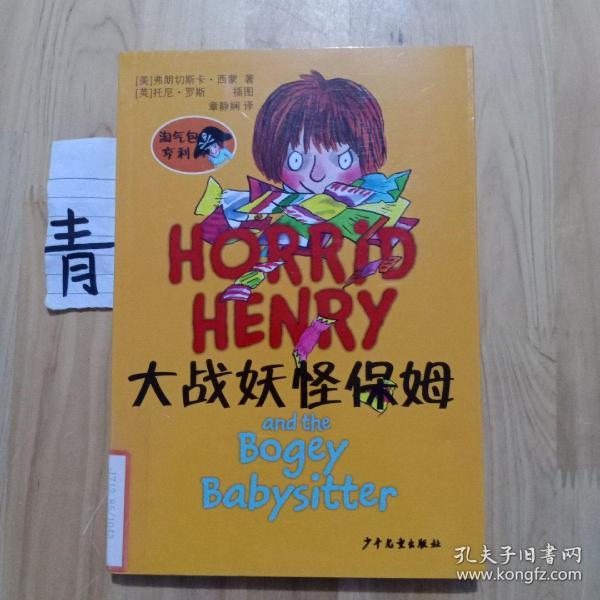 [美]弗朗切斯卡·西蒙 著
[英]托尼·罗斯 插图
章静娴 译
淘气包
亨利
HORRID
HENRY
大战妖怪保姆
and the
Bogey
Babysitter
少年儿童出版社
青
孔夫子旧书网
www.kongfz.com